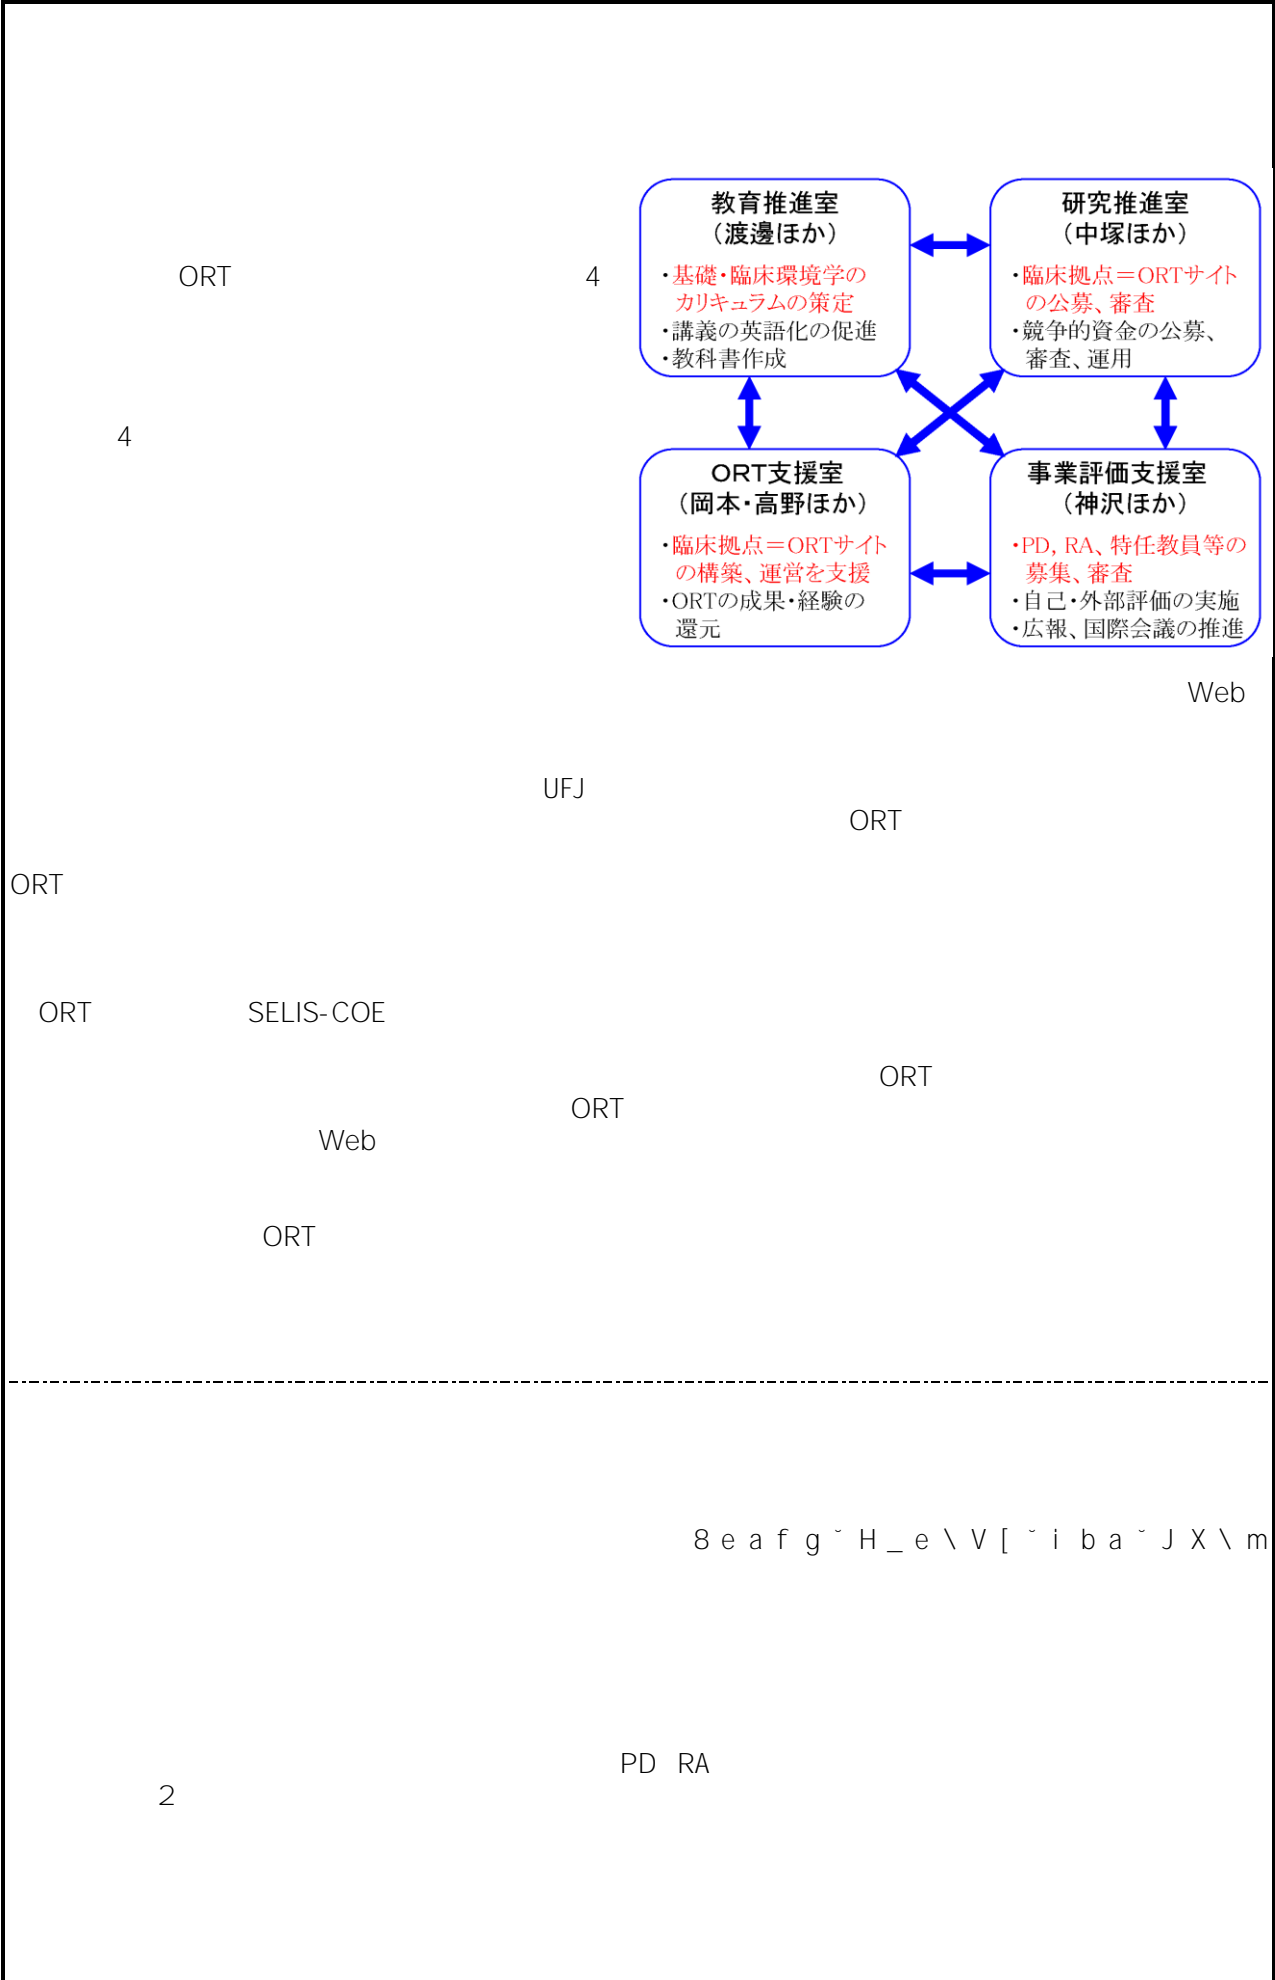 教育推進室
（渡邊ほか）
・基礎・臨床環境学の
カリキュラムの策定
・講義の英語化の促進
・教科書作成
研究推進室
（中塚ほか）
・臨床拠点＝ORTサイト
の公募、審査
・競争的資金の公募、
審査、運用
ORT 4
4
ORT支援室
（岡本・高野ほか）
・臨床拠点＝ORTサイト
の構築、運営を支援
・ORTの成果・経験の
還元
事業評価支援室
（神沢ほか）
・PD, RA、特任教員等の
募集、審査
・自己・外部評価の実施
・広報、国際会議の推進
Web
UFJ
ORT
ORT
ORT SELIS-COE
ORT
ORT
Web
ORT
8 e a f g ˘ H _ e \ V [ ˘ i b a ˘ J X \ m
PD RA
2